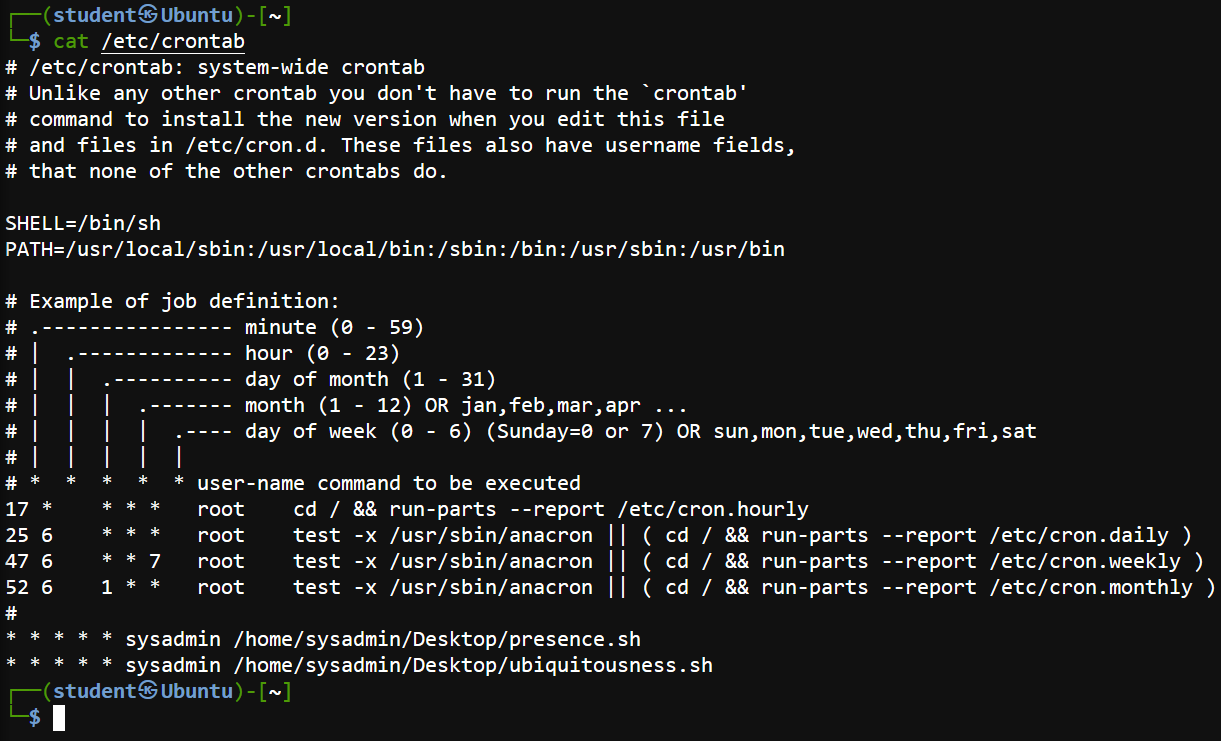 ┌──(student㉿Ubuntu)-[~]
└─$ cat /etc/crontab
# /etc/crontab: system-wide crontab
# Unlike any other crontab you don't have to run the `crontab'
# command to install the new version when you edit this file
# and files in /etc/cron.d. These files also have username fields,
# that none of the other crontabs do.

SHELL=/bin/sh
PATH=/usr/local/sbin:/usr/local/bin:/sbin:/bin:/usr/sbin:/usr/bin

# Example of job definition:
# .---------------- minute (0 - 59)
# |  .------------- hour (0 - 23)
# |  |  .---------- day of month (1 - 31)
# |  |  |  .------- month (1 - 12) OR jan,feb,mar,apr ...
# |  |  |  |  .---- day of week (0 - 6) (Sunday=0 or 7) OR sun,mon,tue,wed,thu,fri,sat
# |  |  |  |  |
# *  *  *  *  * user-name command to be executed
17 *    * * *   root    cd / && run-parts --report /etc/cron.hourly
25 6    * * *   root    test -x /usr/sbin/anacron || ( cd / && run-parts --report /etc/cron.daily )
47 6    * * 7   root    test -x /usr/sbin/anacron || ( cd / && run-parts --report /etc/cron.weekly )
52 6    1 * *   root    test -x /usr/sbin/anacron || ( cd / && run-parts --report /etc/cron.monthly )
#
* * * * * sysadmin /home/sysadmin/Desktop/presence.sh
* * * * * sysadmin /home/sysadmin/Desktop/ubiquitousness.sh
┌──(student㉿Ubuntu)-[~]
└─$